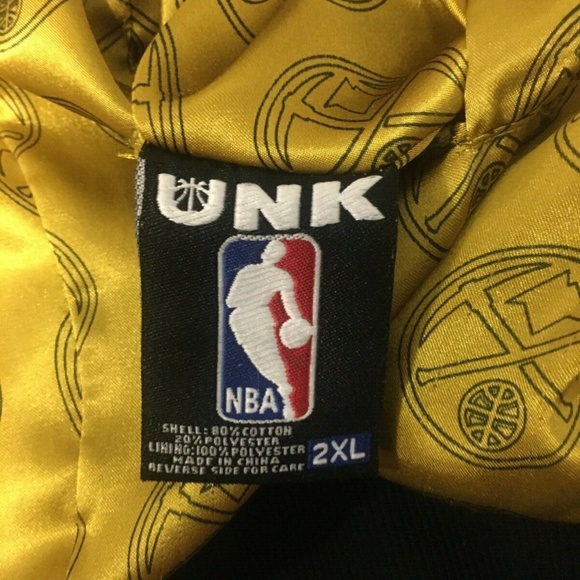 UNK
NBA
SHELL: 80% COTTON
20% POLYESTER
LINING: 100% POLYESTER
MADE IN CHINA
REVERSE SIDE FOR CARE
2XL